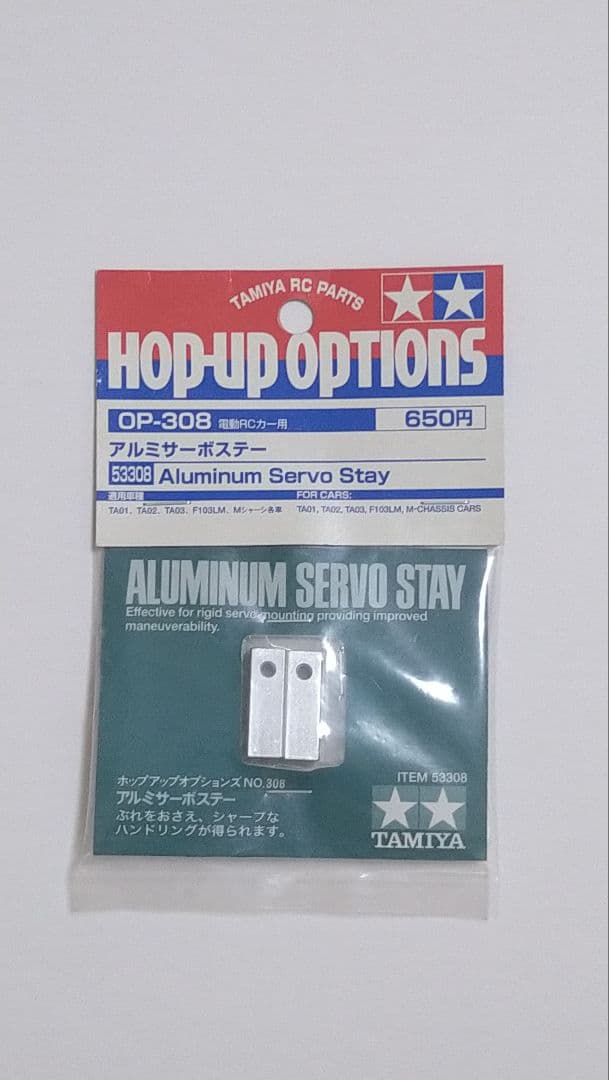 TAMIYA RC PARTS
HOP-UP OPTIONS
OP-308 電動RCカー用 650円
アルミサーボステー
53308 Aluminum Servo Stay
適用車種 FOR CARS:
TA01、TA02、TA03、F103LM、Mシャーシ各車 TA01, TA02, TA03, F103LM, M-CHASSIS CARS
ALUMINUM SERVO STAY
Effective for rigid servo mounting providing improved
maneuverability.
ITEM 53308
ホップアップオプションズNO.308
アルミサーボステー
ぶれをおさえ、シャープな
ハンドリングが得られます。
TAMIYA